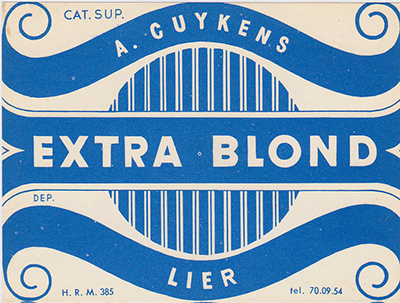 CAT. SUP.
A. CUYKENS
EXTRA · BLOND
DEP.
LIER
H. R. M. 385
tel. 70.09.54